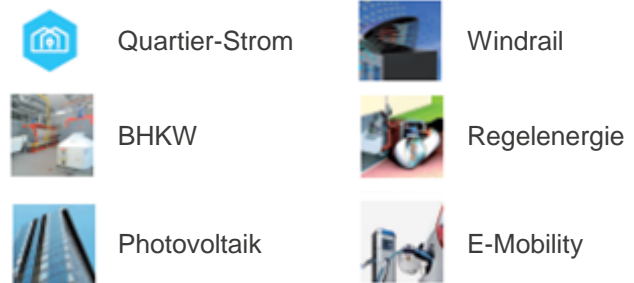 Quartier-Strom
Windrail
BHKW
Regelenergie
Photovoltaik
E-Mobility